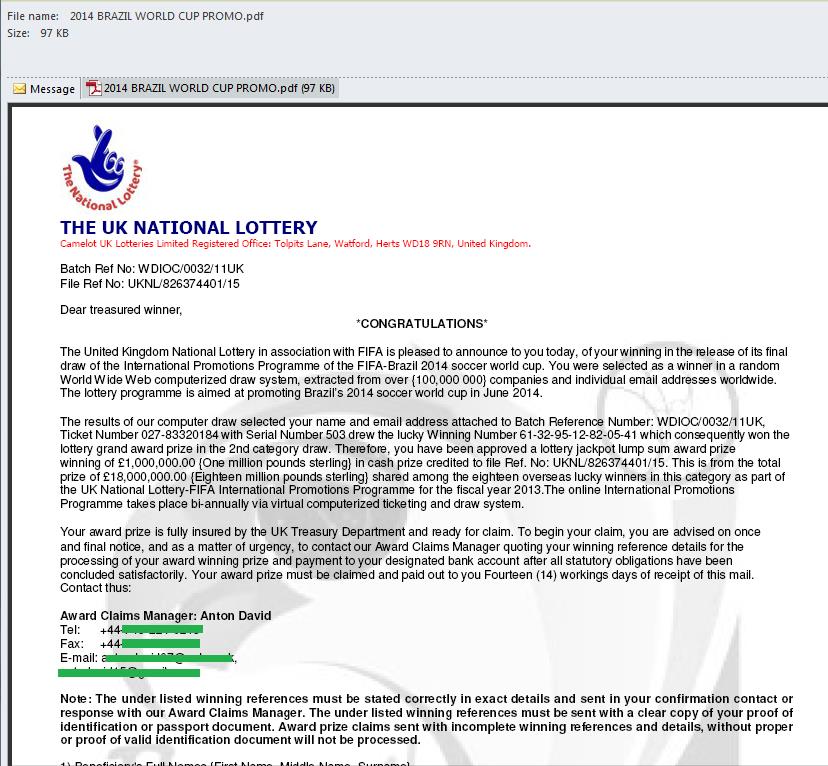 File name: 2014 BRAZIL WORLD CUP PROMO.pdf
Size: 97 KB
Message
2014 BRAZIL WORLD CUP PROMO.pdf (97 KB)
The National Lottery®
THE UK NATIONAL LOTTERY
Camelot UK Lotteries Limited Registered Office: Tolpits Lane, Watford, Herts WD18 9RN, United Kingdom.
Batch Ref No: WDIOC/0032/11UK
File Ref No: UKNL/826374401/15
Dear treasured winner,
*CONGRATULATIONS*
The United Kingdom National Lottery in association with FIFA is pleased to announce to you today, of your winning in the release of its final
draw of the International Promotions Programme of the FIFA-Brazil 2014 soccer world cup. You were selected as a winner in a random
World Wide Web computerized draw system, extracted from over {100,000 000} companies and individual email addresses worldwide.
The lottery programme is aimed at promoting Brazil's 2014 soccer world cup in June 2014.
The results of our computer draw selected your name and email address attached to Batch Reference Number: WDIOC/0032/11UK,
Ticket Number 027-83320184 with Serial Number 503 drew the lucky Winning Number 61-32-95-12-82-05-41 which consequently won the
lottery grand award prize in the 2nd category draw. Therefore, you have been approved a lottery jackpot lump sum award prize
winning of £1,000,000.00 {One million pounds sterling} in cash prize credited to file Ref. No: UKNL/826374401/15. This is from the total
prize of £18,000,000.00 {Eighteen million pounds sterling} shared among the eighteen overseas lucky winners in this category as part of
the UK National Lottery-FIFA International Promotions Programme for the fiscal year 2013.The online International Promotions
Programme takes place bi-annually via virtual computerized ticketing and draw system.
Your award prize is fully insured by the UK Treasury Department and ready for claim. To begin your claim, you are advised on once
and final notice, and as a matter of urgency, to contact our Award Claims Manager quoting your winning reference details for the
processing of your award winning prize and payment to your designated bank account after all statutory obligations have been
concluded satisfactorily. Your award prize must be claimed and paid out to you Fourteen (14) workings days of receipt of this mail.
Contact thus:
Award Claims Manager: Anton David
Tel: +44-
Fax: +44-
E-mail:
Note: The under listed winning references must be stated correctly in exact details and sent in your confirmation contact or
response with our Award Claims Manager. The under listed winning references must be sent with a clear copy of your proof of
identification or passport document. Award prize claims sent with incomplete winning references and details, without proper
or proof of valid identification document will not be processed.
1) Beneficiary's Full Names {First Name, Middle Name, Surname}